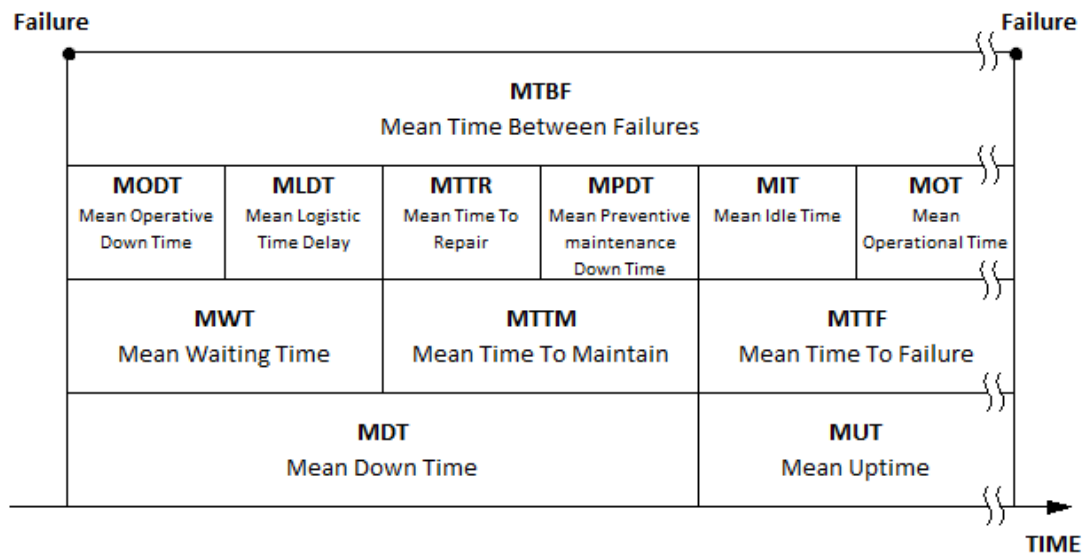 Failure
Failure
MTBF
Mean Time Between Failures
MODT
Mean Operative
Down Time
MLDT
Mean Logistic
Time Delay
MTTR
Mean Time To
Repair
MPDT
Mean Preventive
maintenance
Down Time
MIT
Mean Idle Time
MOT
Mean
Operational Time
MWT
Mean Waiting Time
MTTM
Mean Time To Maintain
MTTF
Mean Time To Failure
MDT
Mean Down Time
MUT
Mean Uptime
TIME